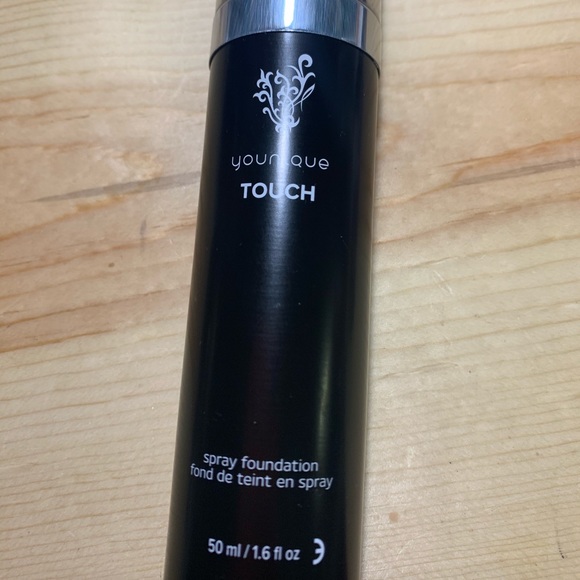 younique
TOUCH
spray foundation
fond de teint en spray
50 ml / 1.6 fl oz